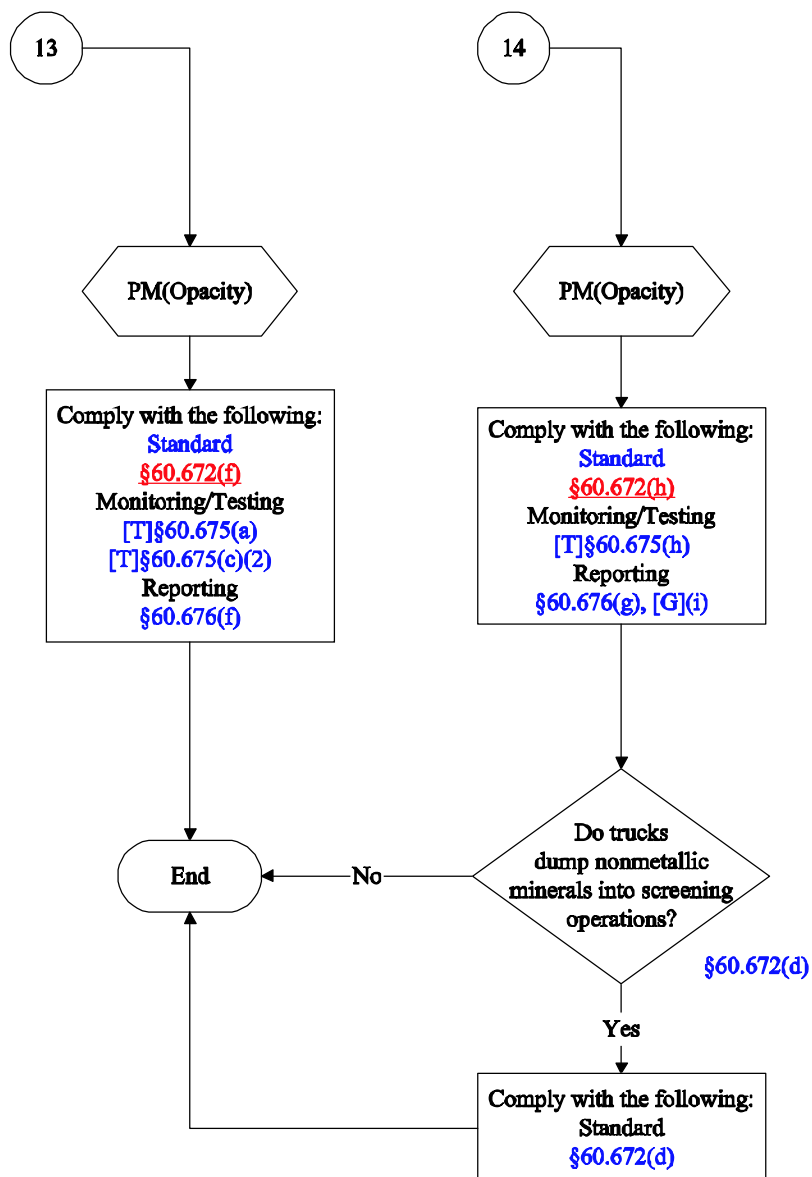 13
PM(Opacity)
Comply with the following:
Standard
§60.672(f)
Monitoring/Testing
[T]§60.675(a)
[T]§60.675(c)(2)
Reporting
§60.676(f)
14
PM(Opacity)
Comply with the following:
Standard
§60.672(h)
Monitoring/Testing
[T]§60.675(h)
Reporting
§60.676(g), [G](i)
Do trucks
dump nonmetallic
minerals into screening
operations?
§60.672(d)
No
End
Yes
Comply with the following:
Standard
§60.672(d)